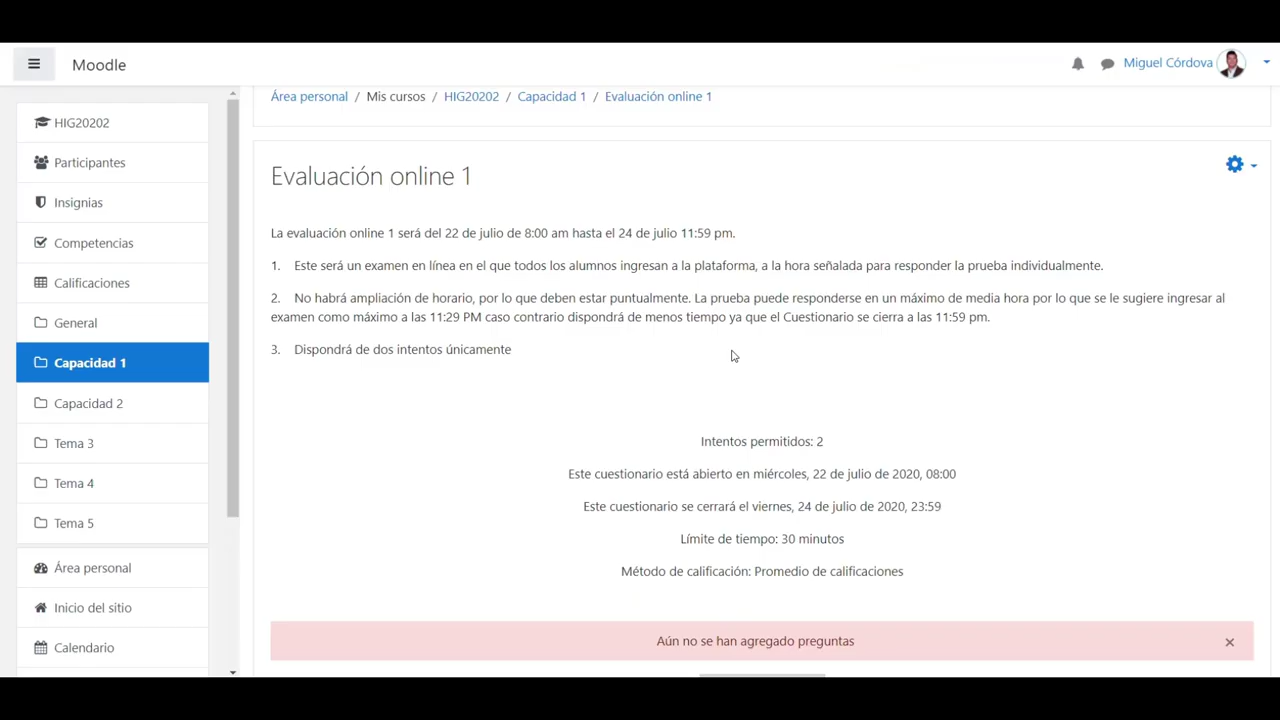 Moodle
Miguel Córdova
HIG20202
Participantes
Insignias
Competencias
Calificaciones
General
Capacidad 1
Capacidad 2
Tema 3
Tema 4
Tema 5
Área personal
Inicio del sitio
Calendario
Área personal / Mis cursos / HIG20202 / Capacidad 1 / Evaluación online 1
Evaluación online 1
La evaluación online 1 será del 22 de julio de 8:00 am hasta el 24 de julio 11:59 pm.
1. Este será un examen en línea en el que todos los alumnos ingresan a la plataforma, a la hora señalada para responder la prueba individualmente.
2. No habrá ampliación de horario, por lo que deben estar puntualmente. La prueba puede responderse en un máximo de media hora por lo que se le sugiere ingresar al
examen como máximo a las 11:29 PM caso contrario dispondrá de menos tiempo ya que el Cuestionario se cierra a las 11:59 pm.
3. Dispondrá de dos intentos únicamente
Intentos permitidos: 2
Este cuestionario está abierto en miércoles, 22 de julio de 2020, 08:00
Este cuestionario se cerrará el viernes, 24 de julio de 2020, 23:59
Límite de tiempo: 30 minutos
Método de calificación: Promedio de calificaciones
Aún no se han agregado preguntas